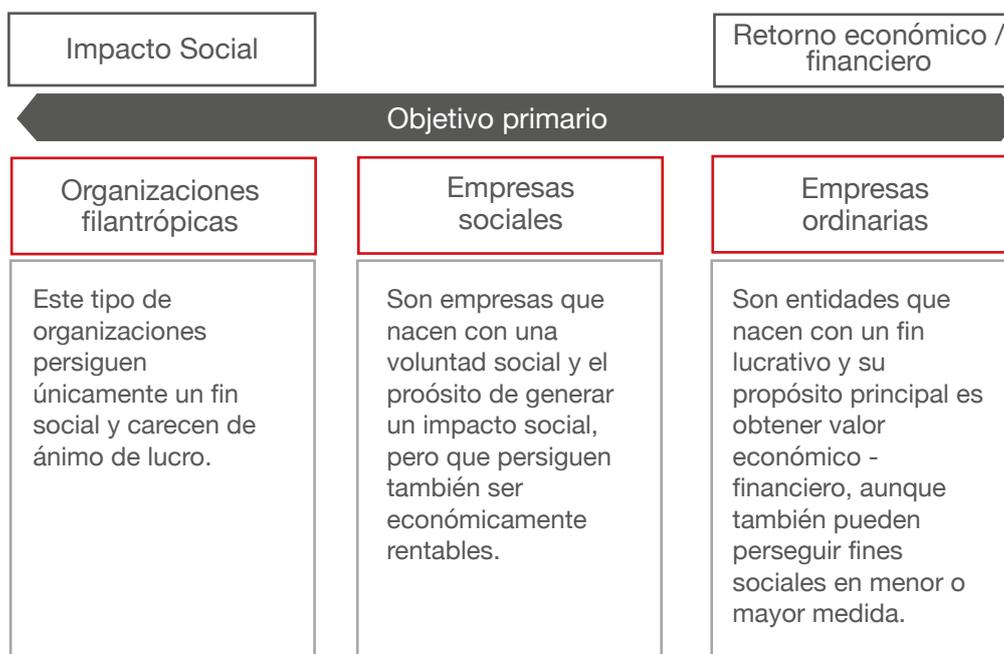 Impacto Social
Retorno económico /
financiero
Objetivo primario
Organizaciones
filantrópicas
Empresas
sociales
Empresas
ordinarias
Este tipo de
organizaciones
persiguen
únicamente un fin
social y carecen de
ánimo de lucro.
Son empresas que
nacen con una
voluntad social y el
proósito de generar
un impacto social,
pero que persiguen
también ser
económicamente
rentables.
Son entidades que
nacen con un fin
lucrativo y su
propósito principal es
obtener valor
económico -
financiero, aunque
también pueden
perseguir fines
sociales en menor o
mayor medida.